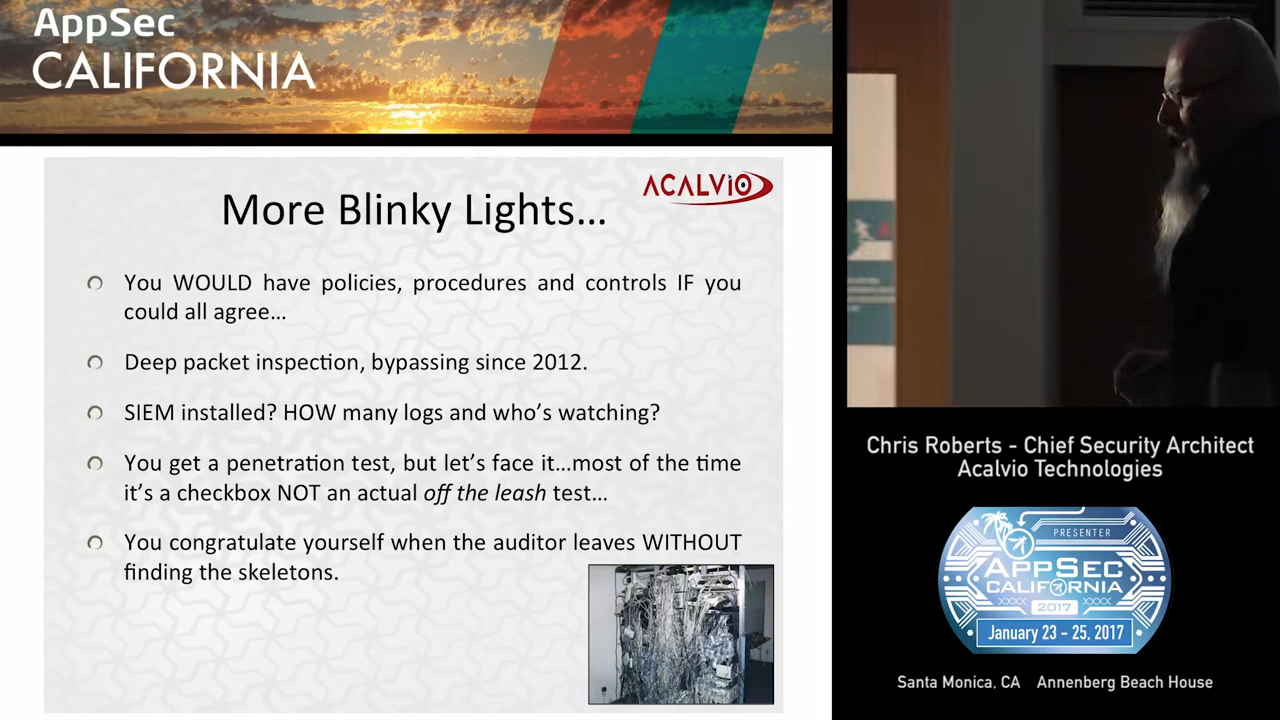 AppSec
CALIFORNIA
ACALVIO
More Blinky Lights…
You WOULD have policies, procedures and controls IF you
could all agree…
Deep packet inspection, bypassing since 2012.
SIEM installed? HOW many logs and who's watching?
You get a penetration test, but let's face it…most of the time
it's a checkbox NOT an actual off the leash test…
You congratulate yourself when the auditor leaves WITHOUT
finding the skeletons.
Chris Roberts - Chief Security Architect
Acalvio Technologies
PRESENTER
APPSEC
CALIFORNIA
2017
January 23 - 25, 2017
Santa Monica, CA Annenberg Beach House